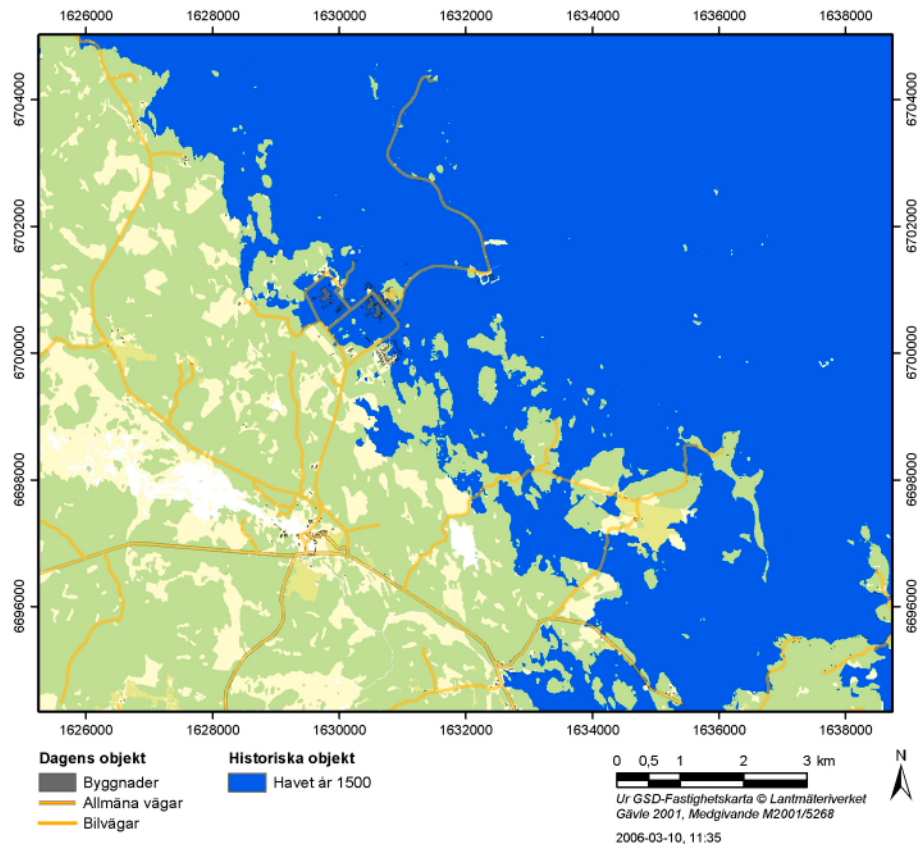 1626000 1628000 1630000 1632000 1634000 1636000 1638000
6704000 6704000
6702000 6702000
6700000 6700000
6698000 6698000
6696000 6696000
1626000 1628000 1630000 1632000 1634000 1636000 1638000
Dagens objekt
Byggnader
Allmäna vägar
Bilvägar
Historiska objekt
Havet år 1500
0 0,5 1 2 3 km
Ur GSD-Fastighetskarta © Lantmäteriverket
Gävle 2001, Medgivande M2001/5268
2006-03-10, 11:35
N